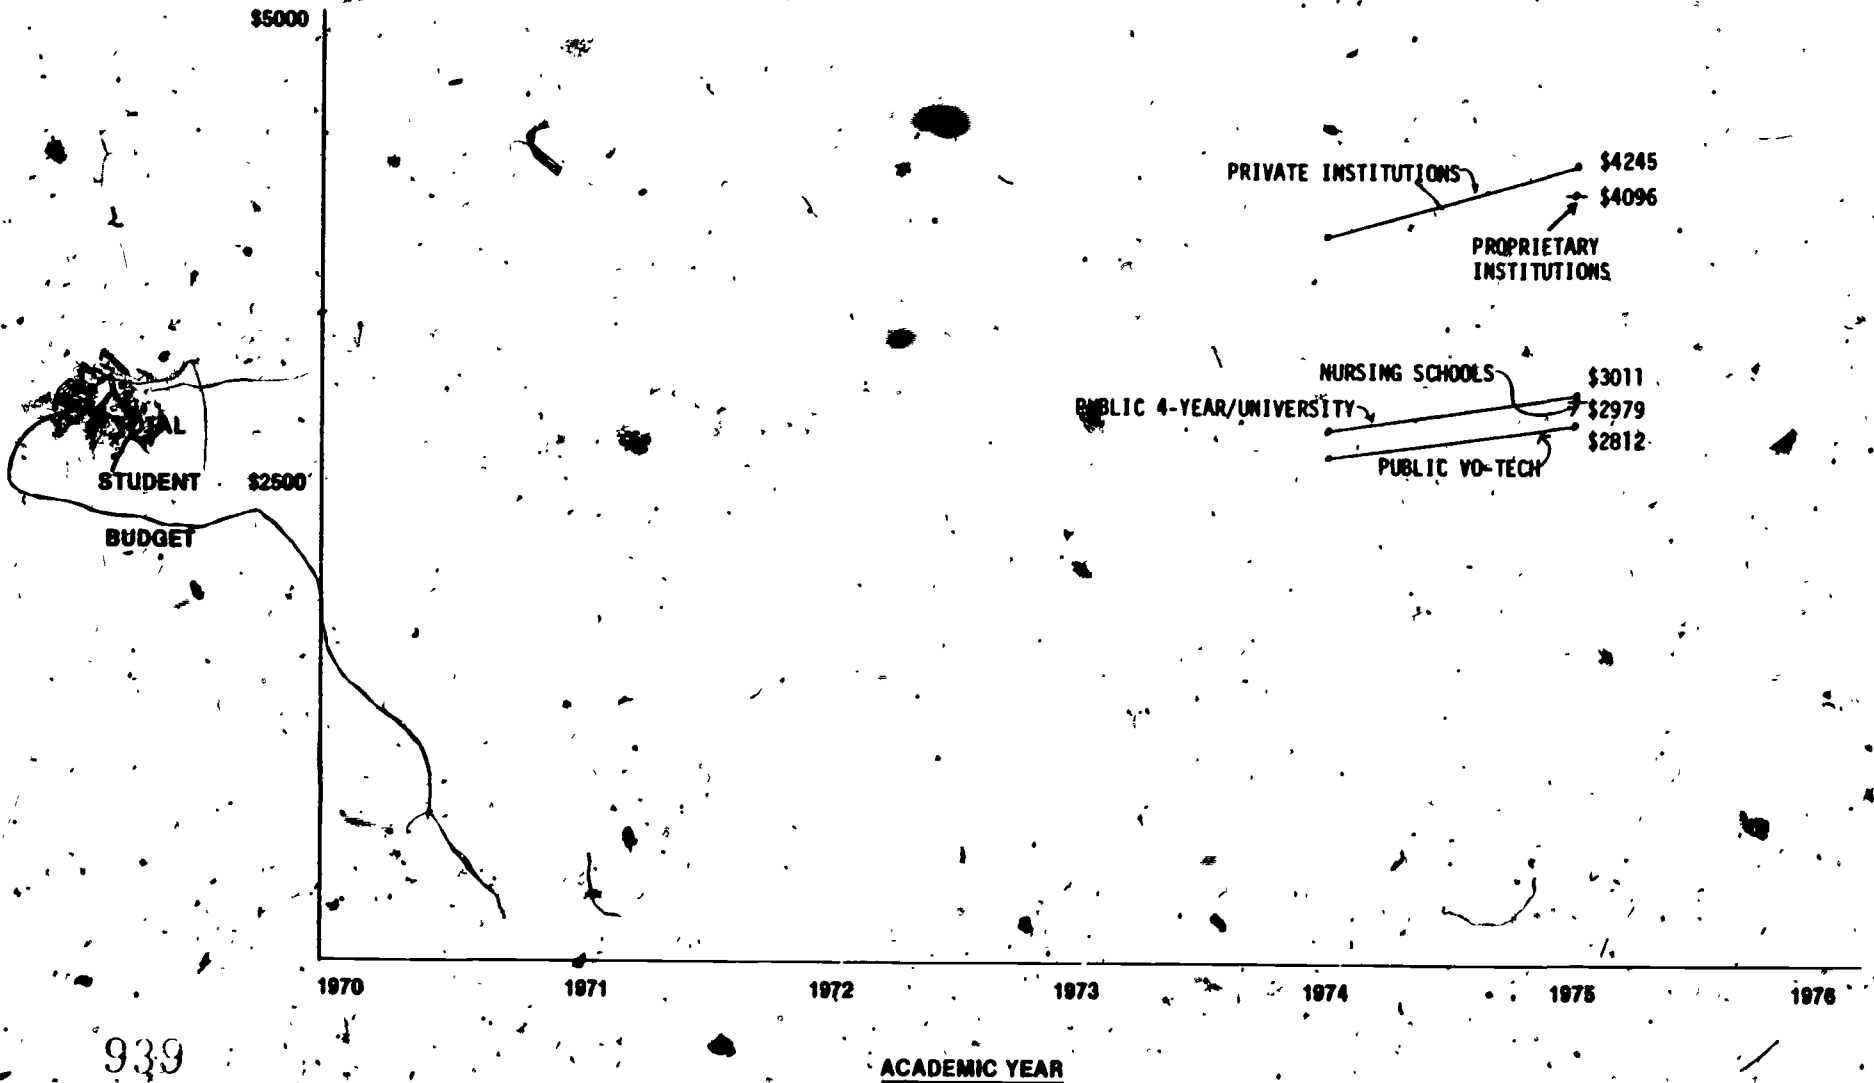 $5000
PRIVATE INSTITUTIONS
$4245
$4096
PROPRIETARY
INSTITUTIONS
NURSING SCHOOLS
$3011
PUBLIC 4-YEAR/UNIVERSITY
$2979
$2812
PUBLIC VO-TECH
STUDENT
$2500
BUDGET
1970 1971 1972 1973 1974 1975 1976
939
ACADEMIC YEAR